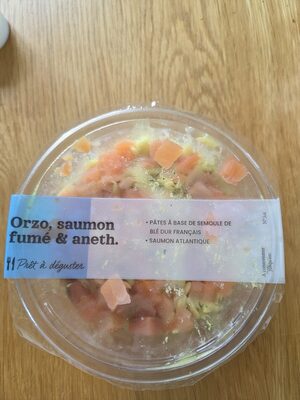 Orzo, saumon
fumé & aneth.
Prêt à déguster
• PÂTES À BASE DE SEMOULE DE
BLÉ DUR FRANÇAIS
• SAUMON ATLANTIQUE